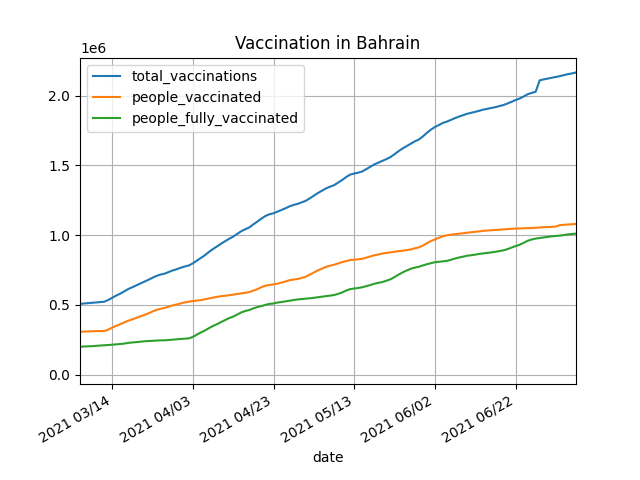 Vaccination in Bahrain
1e6
total_vaccinations
people_vaccinated
people_fully_vaccinated
2.0
1.5
1.0
0.5
0.0
2021 03/14
2021 04/03
2021 04/23
2021 05/13
2021 06/02
2021 06/22
date